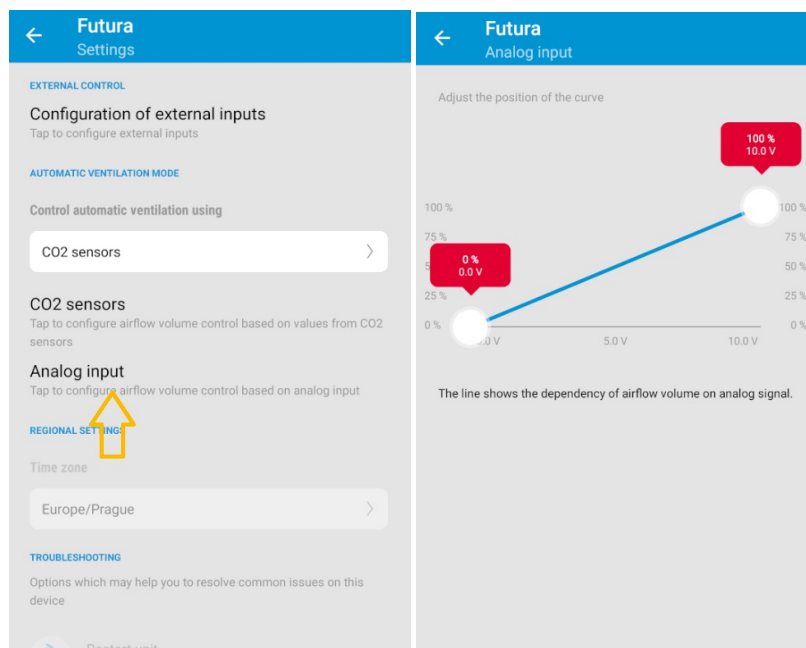 Futura
Settings
EXTERNAL CONTROL
Configuration of external inputs
Tap to configure external inputs
AUTOMATIC VENTILATION MODE
Control automatic ventilation using
CO2 sensors
CO2 sensors
Tap to configure airflow volume control based on values from CO2
sensors
Analog input
Tap to configure airflow volume control based on analog input
REGIONAL SETTINGS
Time zone
Europe/Prague
TROUBLESHOOTING
Options which may help you to resolve common issues on this
device
Restart unit
Futura
Analog input
Adjust the position of the curve
100 %
10.0 V
100 %
100 %
75 %
75 %
0 %
0.0 V
50 %
25 %
25 %
0 %
0 %
5.0 V
10.0 V
The line shows the dependency of airflow volume on analog signal.